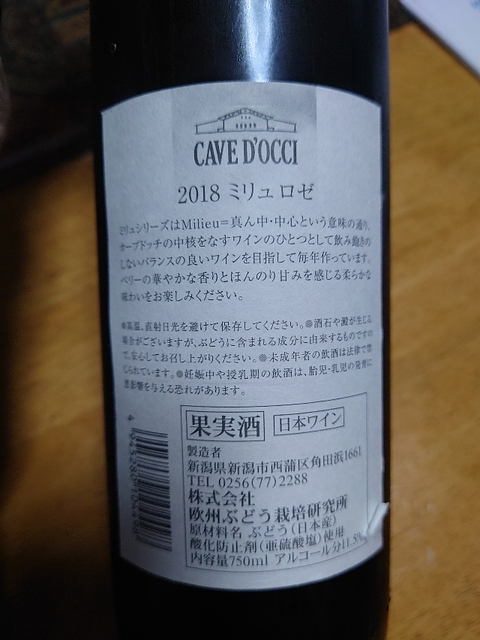 CAVE D'OCCI
2018 ミリュ ロゼ
ミリュシリーズはMilieu=真ん中・中心という意味の通り、
カーブドッチの中核をなすワインのひとつとして飲み飽きの
しないバランスの良いワインを目指して毎年作っています。
ベリーの華やかな香りとほんのり甘みを感じる柔らかな
味わいをお楽しみください。
※高温、直射日光を避けて保存してください。※酒石や澱が生じる
場合がございますが、ぶどうに含まれる成分に由来するものですの
で、安心してお召し上がりください。※未成年者の飲酒は法律で禁
じられています。※妊娠中や授乳期の飲酒は、胎児・乳児の発育に
悪影響を与える恐れがあります。
果実酒 日本ワイン
製造者
新潟県新潟市西蒲区角田浜1661
TEL 0256(77)2288
株式会社
欧州ぶどう栽培研究所
原材料名 ぶどう(日本産)
酸化防止剤(亜硫酸塩)使用
内容量750ml アルコール分11.5%